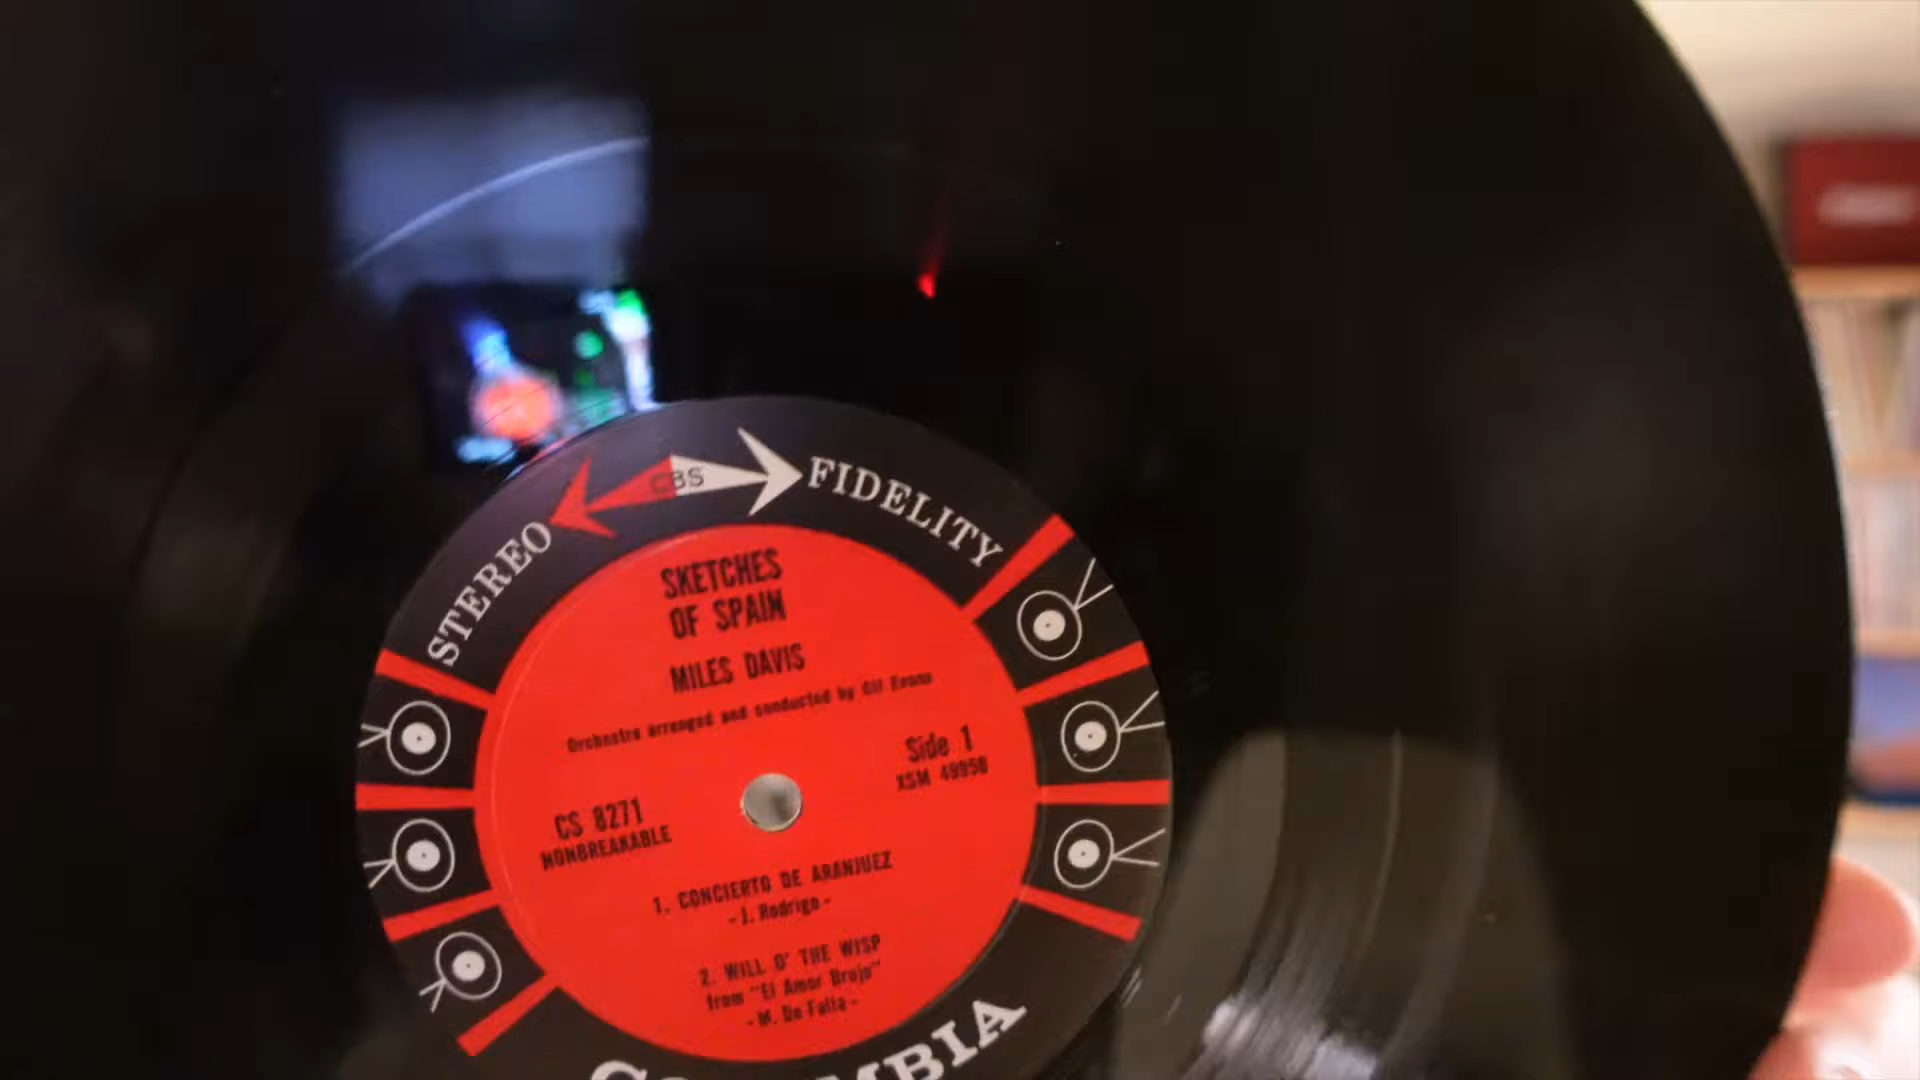 STEREO CBS FIDELITY
SKETCHES
OF SPAIN
MILES DAVIS
Orchestra arranged and conducted by Gil Evans
Side 1
XSM 49958
CS 8271
NONBREAKABLE
1. CONCIERTO DE ARANJUEZ
- J. Rodrigo -
2. WILL O' THE WISP
from "El Amor Brujo"
- M. De Falla -
COLUMBIA